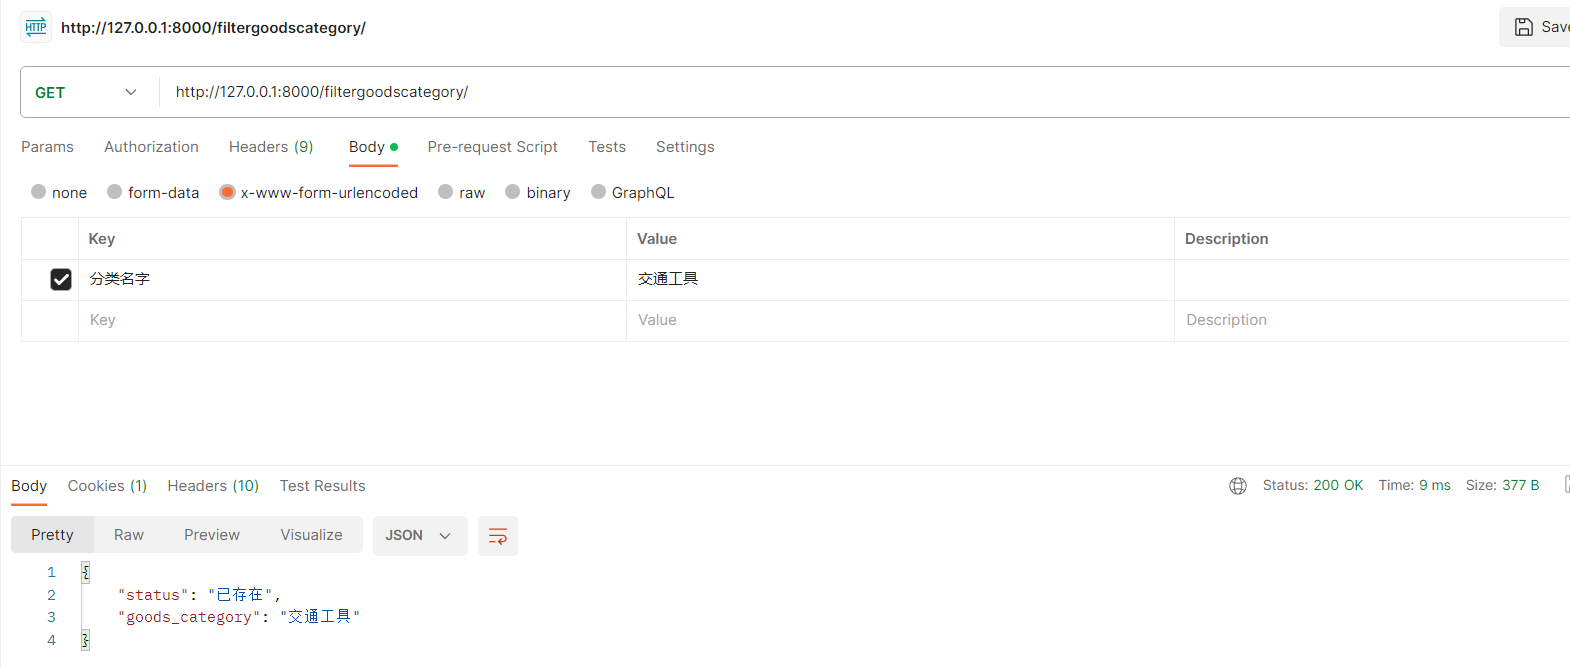 HTTP http://127.0.0.1:8000/filtergoodscategory/
GET http://127.0.0.1:8000/filtergoodscategory/
Params Authorization Headers (9) Body Pre-request Script Tests Settings
none form-data x-www-form-urlencoded raw binary GraphQL
Key Value Description
分类名字 交通工具
Key Value Description
Body Cookies (1) Headers (10) Test Results Status: 200 OK Time: 9 ms Size: 377 B
Pretty Raw Preview Visualize JSON
1 {
2 "status": "已存在",
3 "goods_category": "交通工具"
4 }